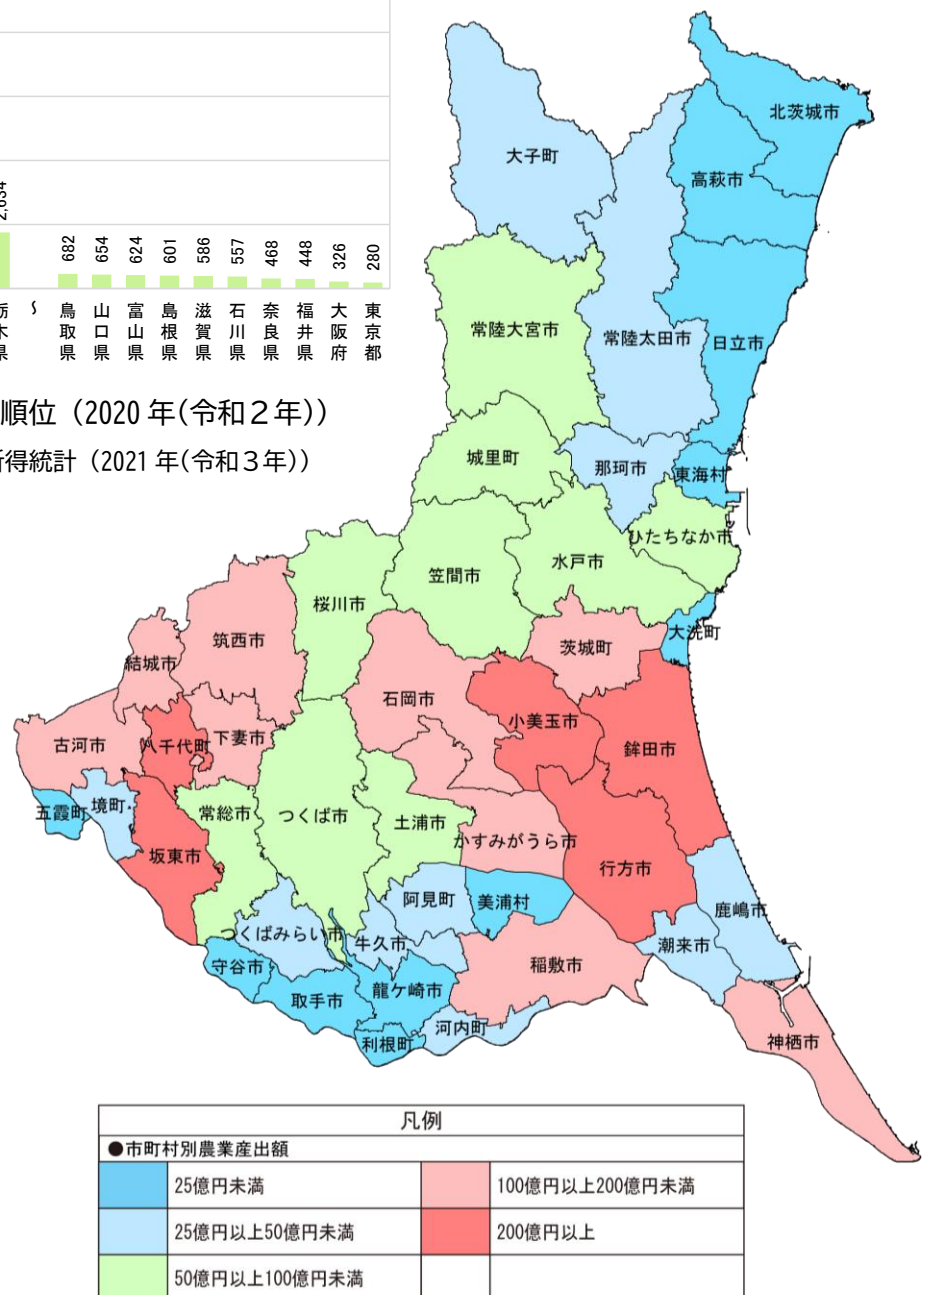 2,634
682
654
624
601
586
557
468
448
326
280
栃木県
～
鳥取県
山口県
富山県
島根県
滋賀県
石川県
奈良県
福井県
大阪府
東京都
順位（2020年(令和２年)）
所得統計（2021年(令和３年)）
北茨城市
大子町
高萩市
常陸大宮市
常陸太田市
日立市
城里町
那珂市
東海村
ひたちなか市
水戸市
笠間市
桜川市
大洗町
茨城町
筑西市
結城市
石岡市
小美玉市
鉾田市
古河市
八千代町
下妻市
五霞町
境町
常総市
つくば市
土浦市
かすみがうら市
坂東市
行方市
阿見町
美浦村
鹿嶋市
つくばみらい市
牛久市
潮来市
守谷市
稲敷市
龍ケ崎市
取手市
河内町
利根町
神栖市
凡例
●市町村別農業産出額
25億円未満
100億円以上200億円未満
25億円以上50億円未満
200億円以上
50億円以上100億円未満